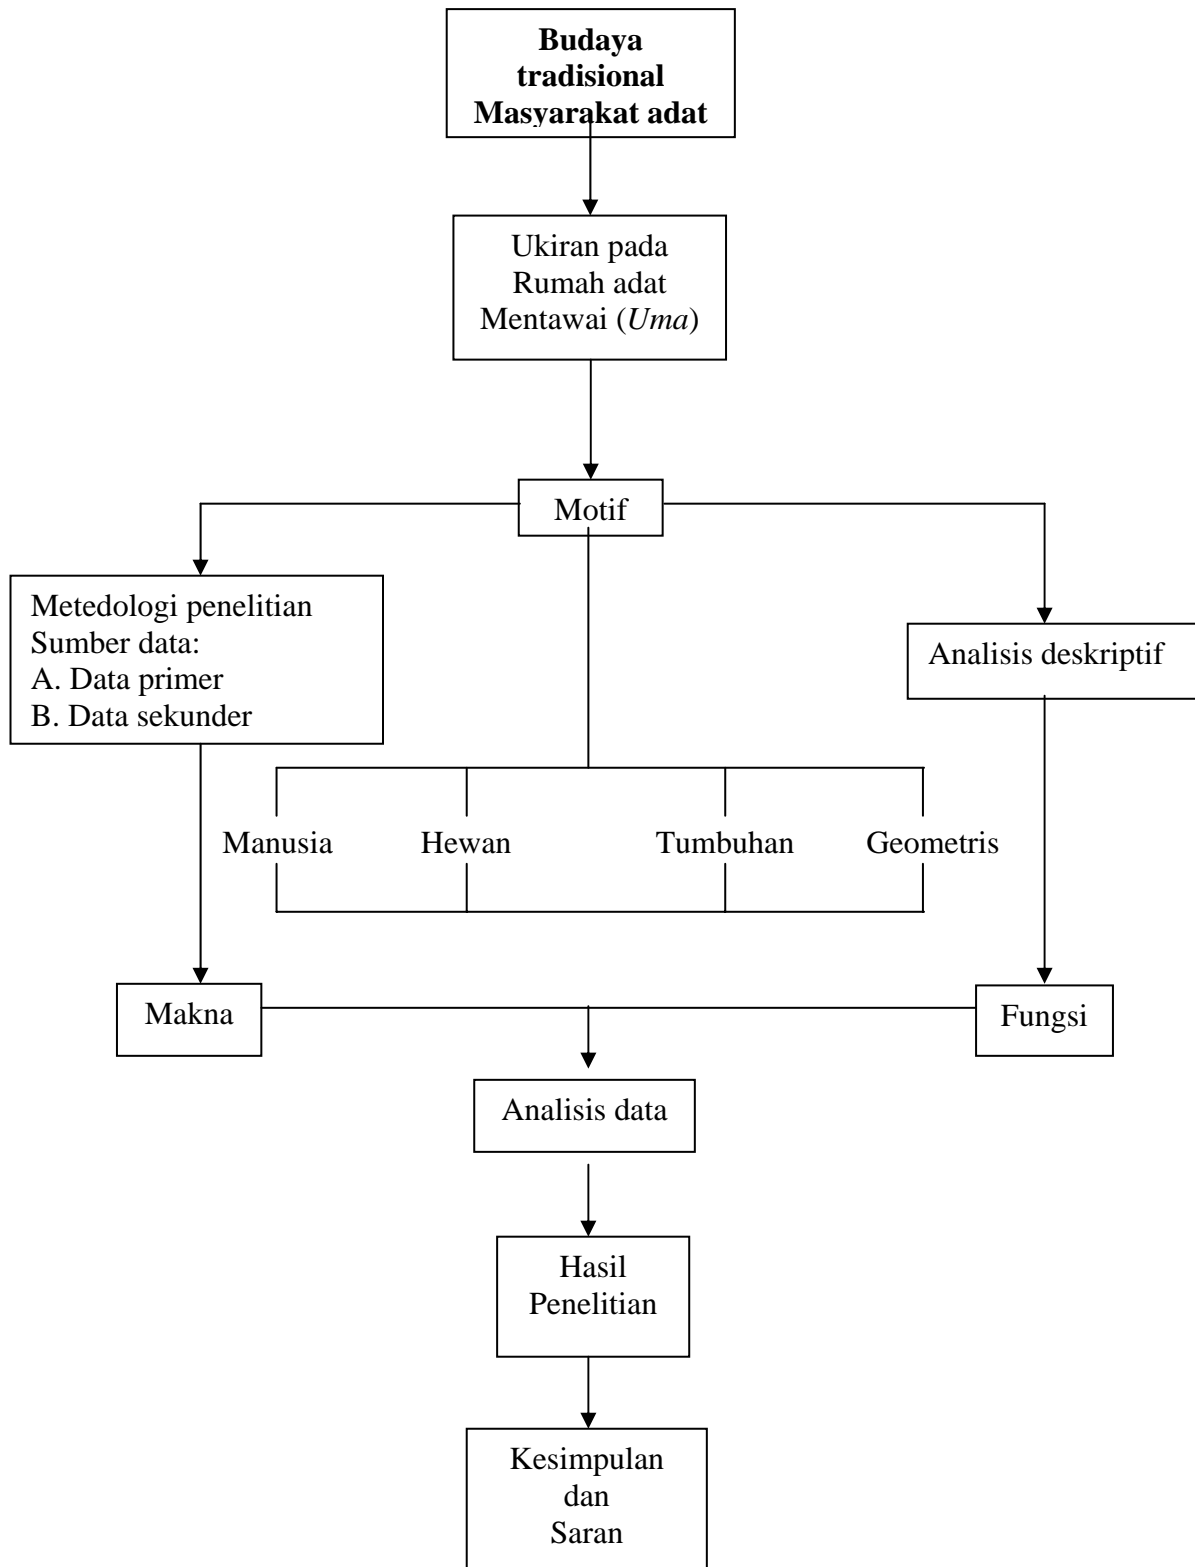 Budaya
tradisional
Masyarakat adat
Ukiran pada
Rumah adat
Mentawai (Uma)
Motif
Metedologi penelitian
Sumber data:
A. Data primer
B. Data sekunder
Analisis deskriptif
Manusia
Hewan
Tumbuhan
Geometris
Makna
Fungsi
Analisis data
Hasil
Penelitian
Kesimpulan
dan
Saran